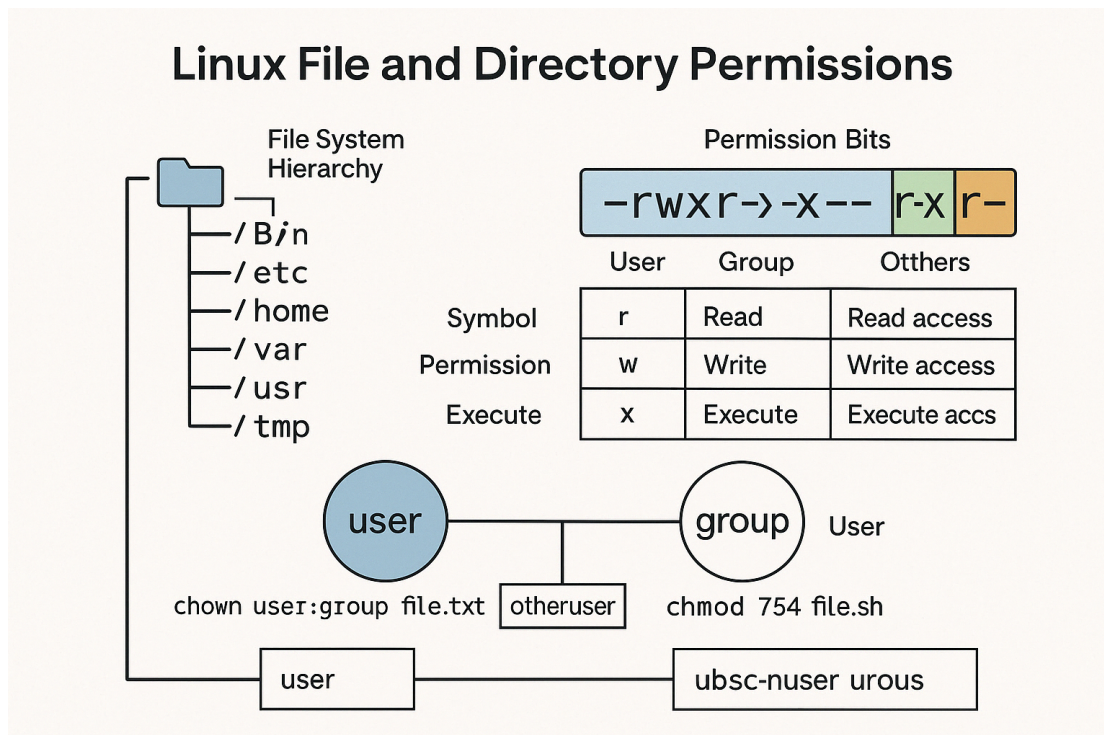 Linux File and Directory Permissions
File System
Hierarchy
/Bin
/etc
/home
/var
/usr
/tmp
Permission Bits
-rwxr-› -x-- r-x r-
User Group Otthers
Symbol r Read Read access
Permission w Write Write access
Execute x Execute Execute accs
user group User
chown user:group file.txt otheruser chmod 754 file.sh
user ubsc-nuser urous